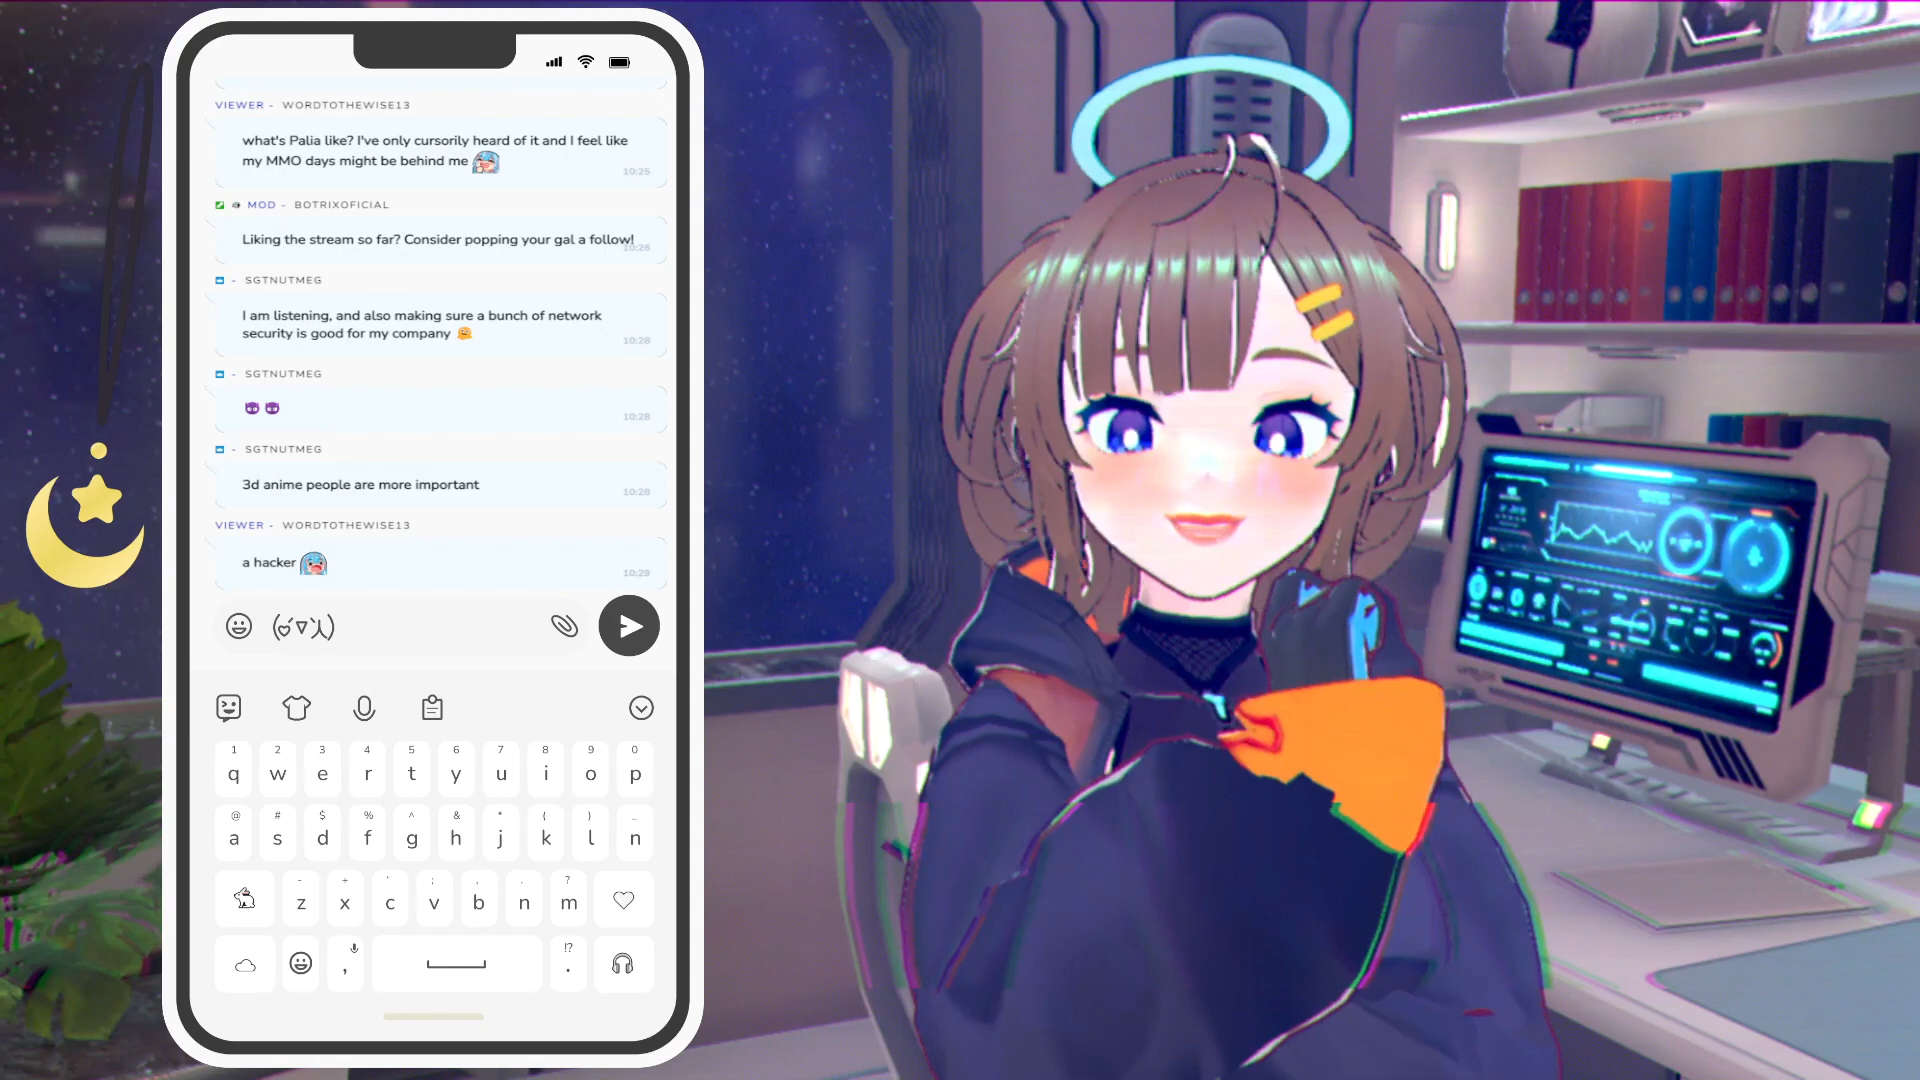 VIEWER - WORDTOTHEWISE13
what's Palia like? I've only cursorily heard of it and I feel like
my MMO days might be behind me
10:25
MOD - BOTRIXOFICIAL
Liking the stream so far? Consider popping your gal a follow!
10:28
- SGTNUTMEG
I am listening, and also making sure a bunch of network
security is good for my company
10:28
- SGTNUTMEG
10:28
- SGTNUTMEG
3d anime people are more important
10:28
VIEWER - WORDTOTHEWISE13
a hacker
10:29
1 2 3 4 5 6 7 8 9 0
q w e r t y u i o p
@ # $ % ^ & * ( ) _
a s d f g h j k l n
- + ' ; , . ?
z x c v b n m
!?
, .